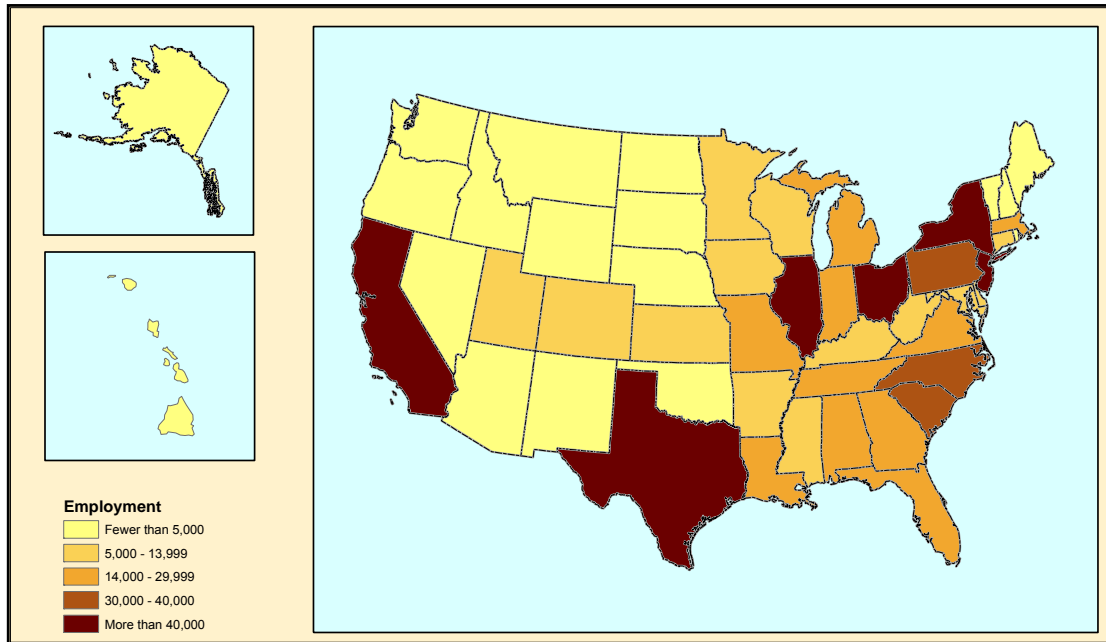 Employment
Fewer than 5,000
5,000 - 13,999
14,000 - 29,999
30,000 - 40,000
More than 40,000